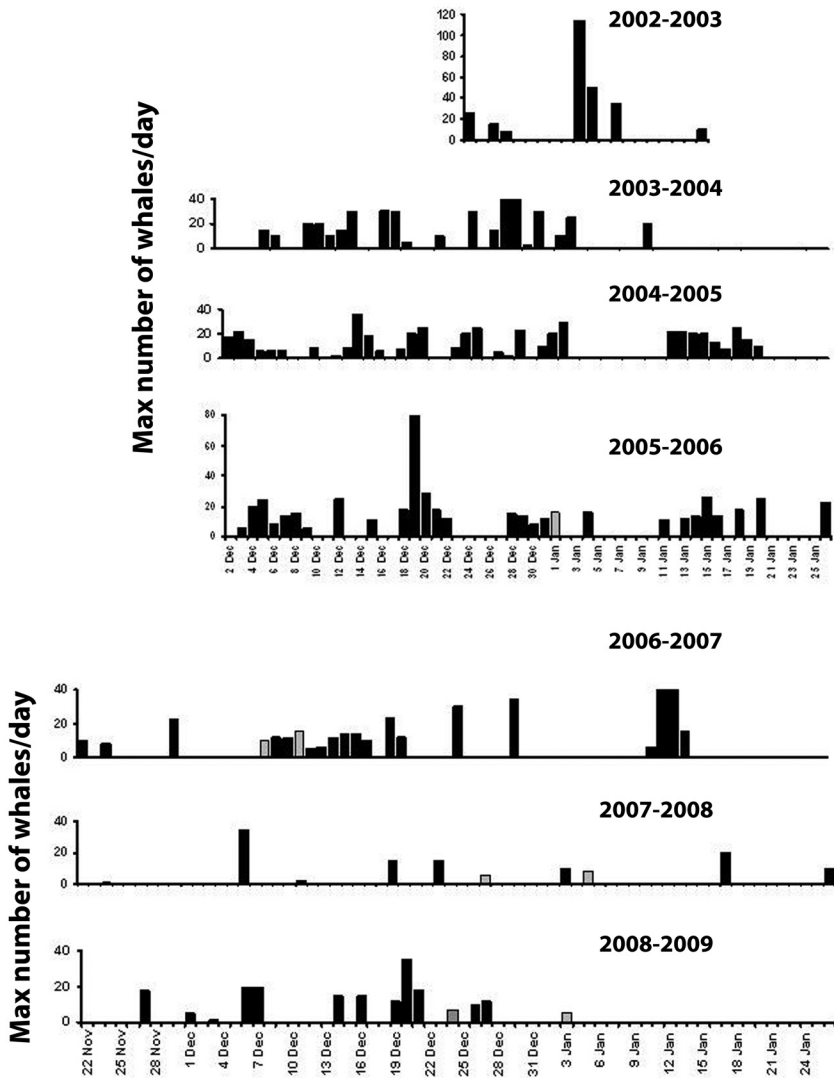 2002-2003
120
100
80
60
40
20
0
Max number of whales/day
2003-2004
40
20
0
2004-2005
40
20
0
2005-2006
80
60
40
20
0
2 Dec
4 Dec
6 Dec
8 Dec
10 Dec
12 Dec
14 Dec
16 Dec
18 Dec
20 Dec
22 Dec
24 Dec
26 Dec
28 Dec
30 Dec
1 Jan
3 Jan
5 Jan
7 Jan
9 Jan
11 Jan
13 Jan
15 Jan
17 Jan
19 Jan
21 Jan
23 Jan
25 Jan
Max number of whales/day
2006-2007
40
20
0
2007-2008
40
20
0
2008-2009
40
20
0
22 Nov
25 Nov
28 Nov
1 Dec
4 Dec
7 Dec
10 Dec
13 Dec
16 Dec
19 Dec
22 Dec
25 Dec
28 Dec
31 Dec
3 Jan
6 Jan
9 Jan
12 Jan
15 Jan
18 Jan
21 Jan
24 Jan